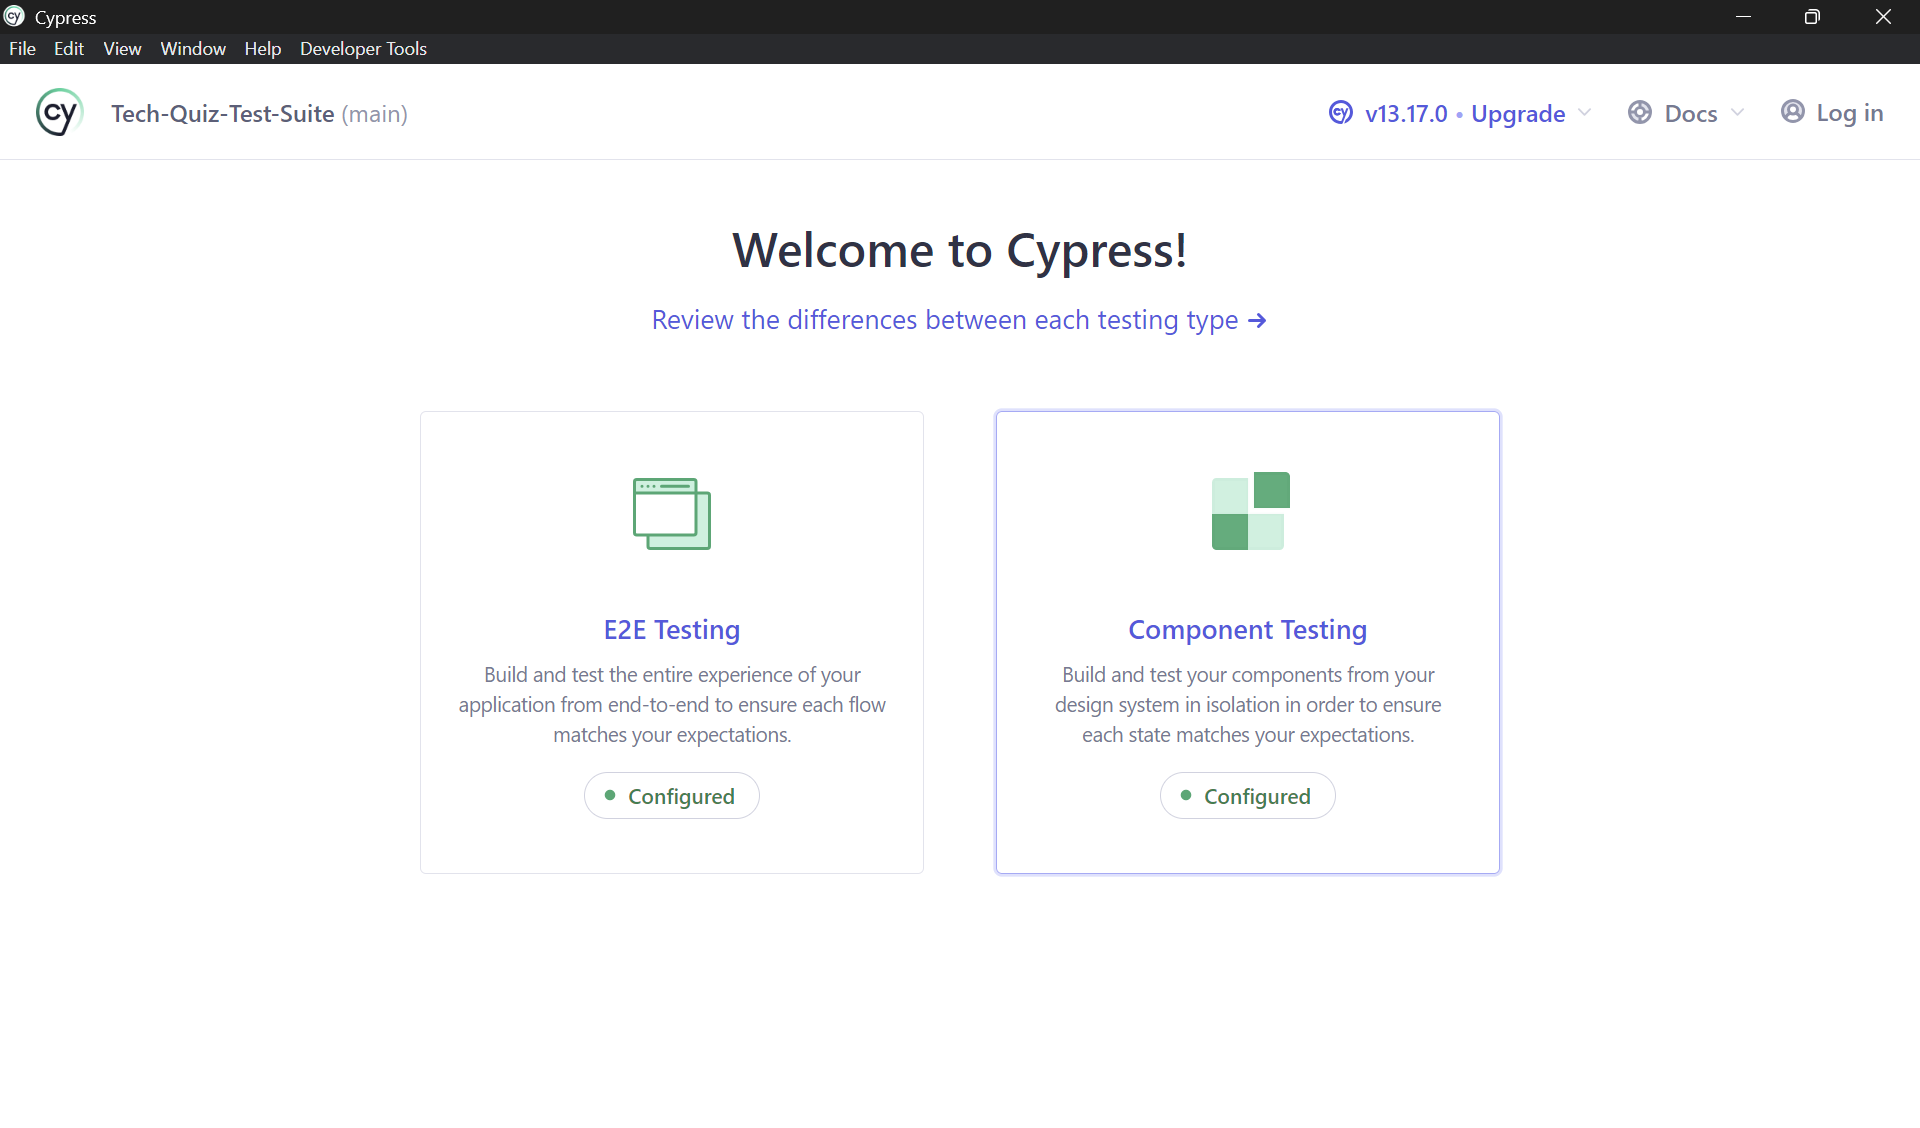 cy Cypress
File Edit View Window Help Developer Tools
cy Tech-Quiz-Test-Suite (main)
cy v13.17.0 • Upgrade Docs Log in
Welcome to Cypress!
Review the differences between each testing type →
E2E Testing
Build and test the entire experience of your
application from end-to-end to ensure each flow
matches your expectations.
Configured
Component Testing
Build and test your components from your
design system in isolation in order to ensure
each state matches your expectations.
Configured